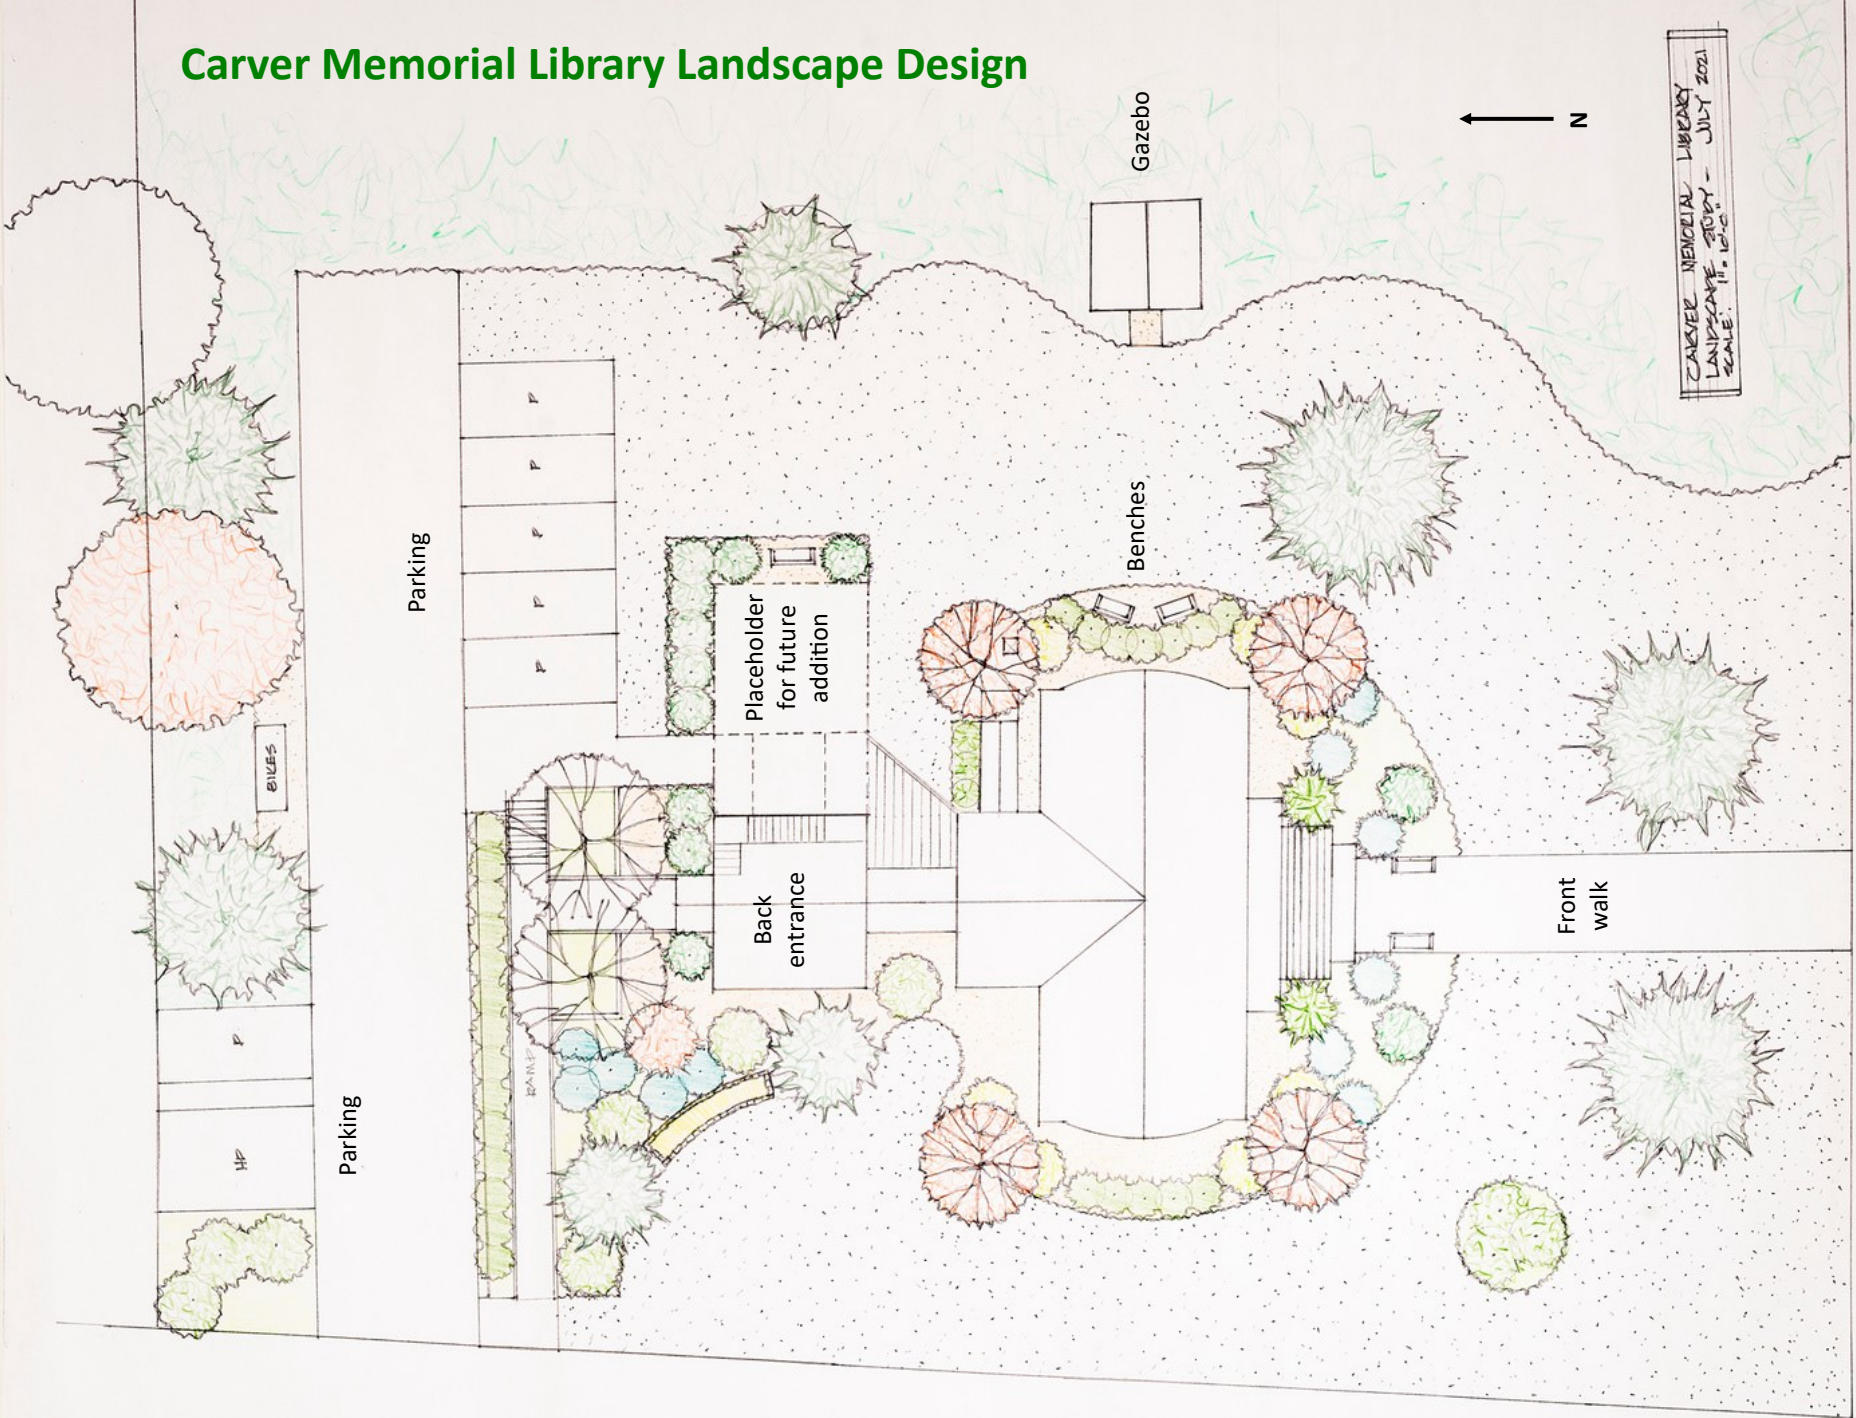 Carver Memorial Library Landscape Design
Gazebo
N
CARVER MEMORIAL LIBRARY
LANDSCAPE STUDY - JULY 2021
SCALE: 1" = 10'-0"
Parking
P
P
P
P
P
Benches
Placeholder
for future
addition
BIKES
Back
entrance
Front
walk
P
HP
RAMP
Parking